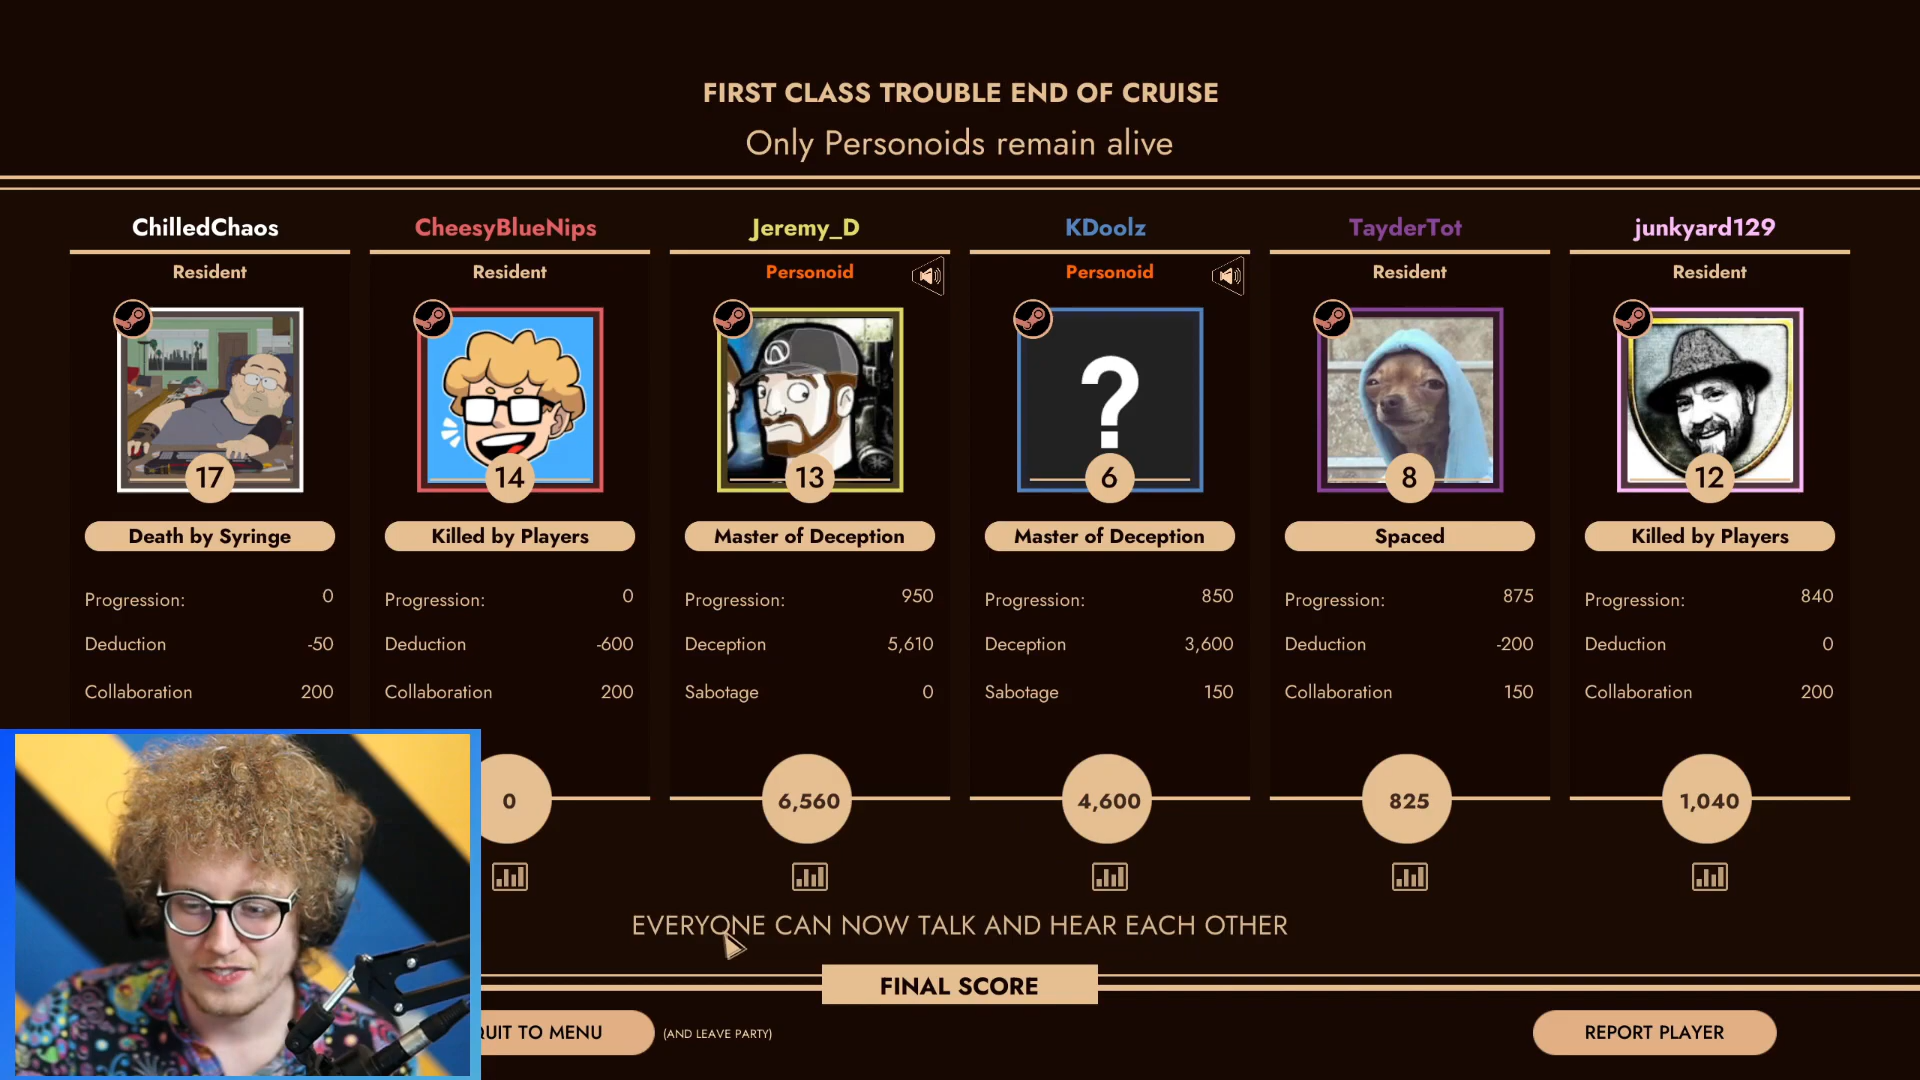 FIRST CLASS TROUBLE END OF CRUISE
Only Personoids remain alive
ChilledChaos
Resident
17
Death by Syringe
Progression: 0
Deduction -50
Collaboration 200
CheesyBlueNips
Resident
14
Killed by Players
Progression: 0
Deduction -600
Collaboration 200
0
Jeremy_D
Personoid
13
Master of Deception
Progression: 950
Deception 5,610
Sabotage 0
6,560
KDoolz
Personoid
?
6
Master of Deception
Progression: 850
Deception 3,600
Sabotage 150
4,600
TayderTot
Resident
8
Spaced
Progression: 875
Deduction -200
Collaboration 150
825
junkyard129
Resident
12
Killed by Players
Progression: 840
Deduction 0
Collaboration 200
1,040
EVERYONE CAN NOW TALK AND HEAR EACH OTHER
FINAL SCORE
QUIT TO MENU (AND LEAVE PARTY)
REPORT PLAYER